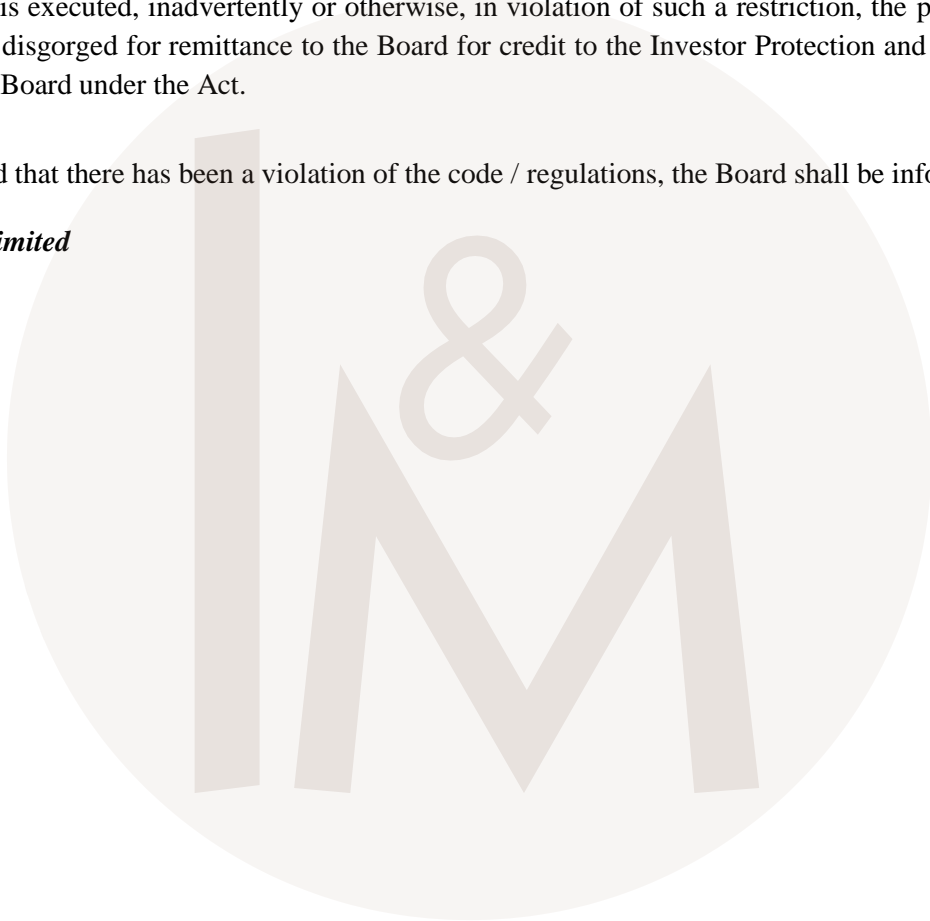 is executed, inadvertently or otherwise, in violation of such a restriction, the p
disgorged for remittance to the Board for credit to the Investor Protection and
Board under the Act.
d that there has been a violation of the code / regulations, the Board shall be info
imited
I&M